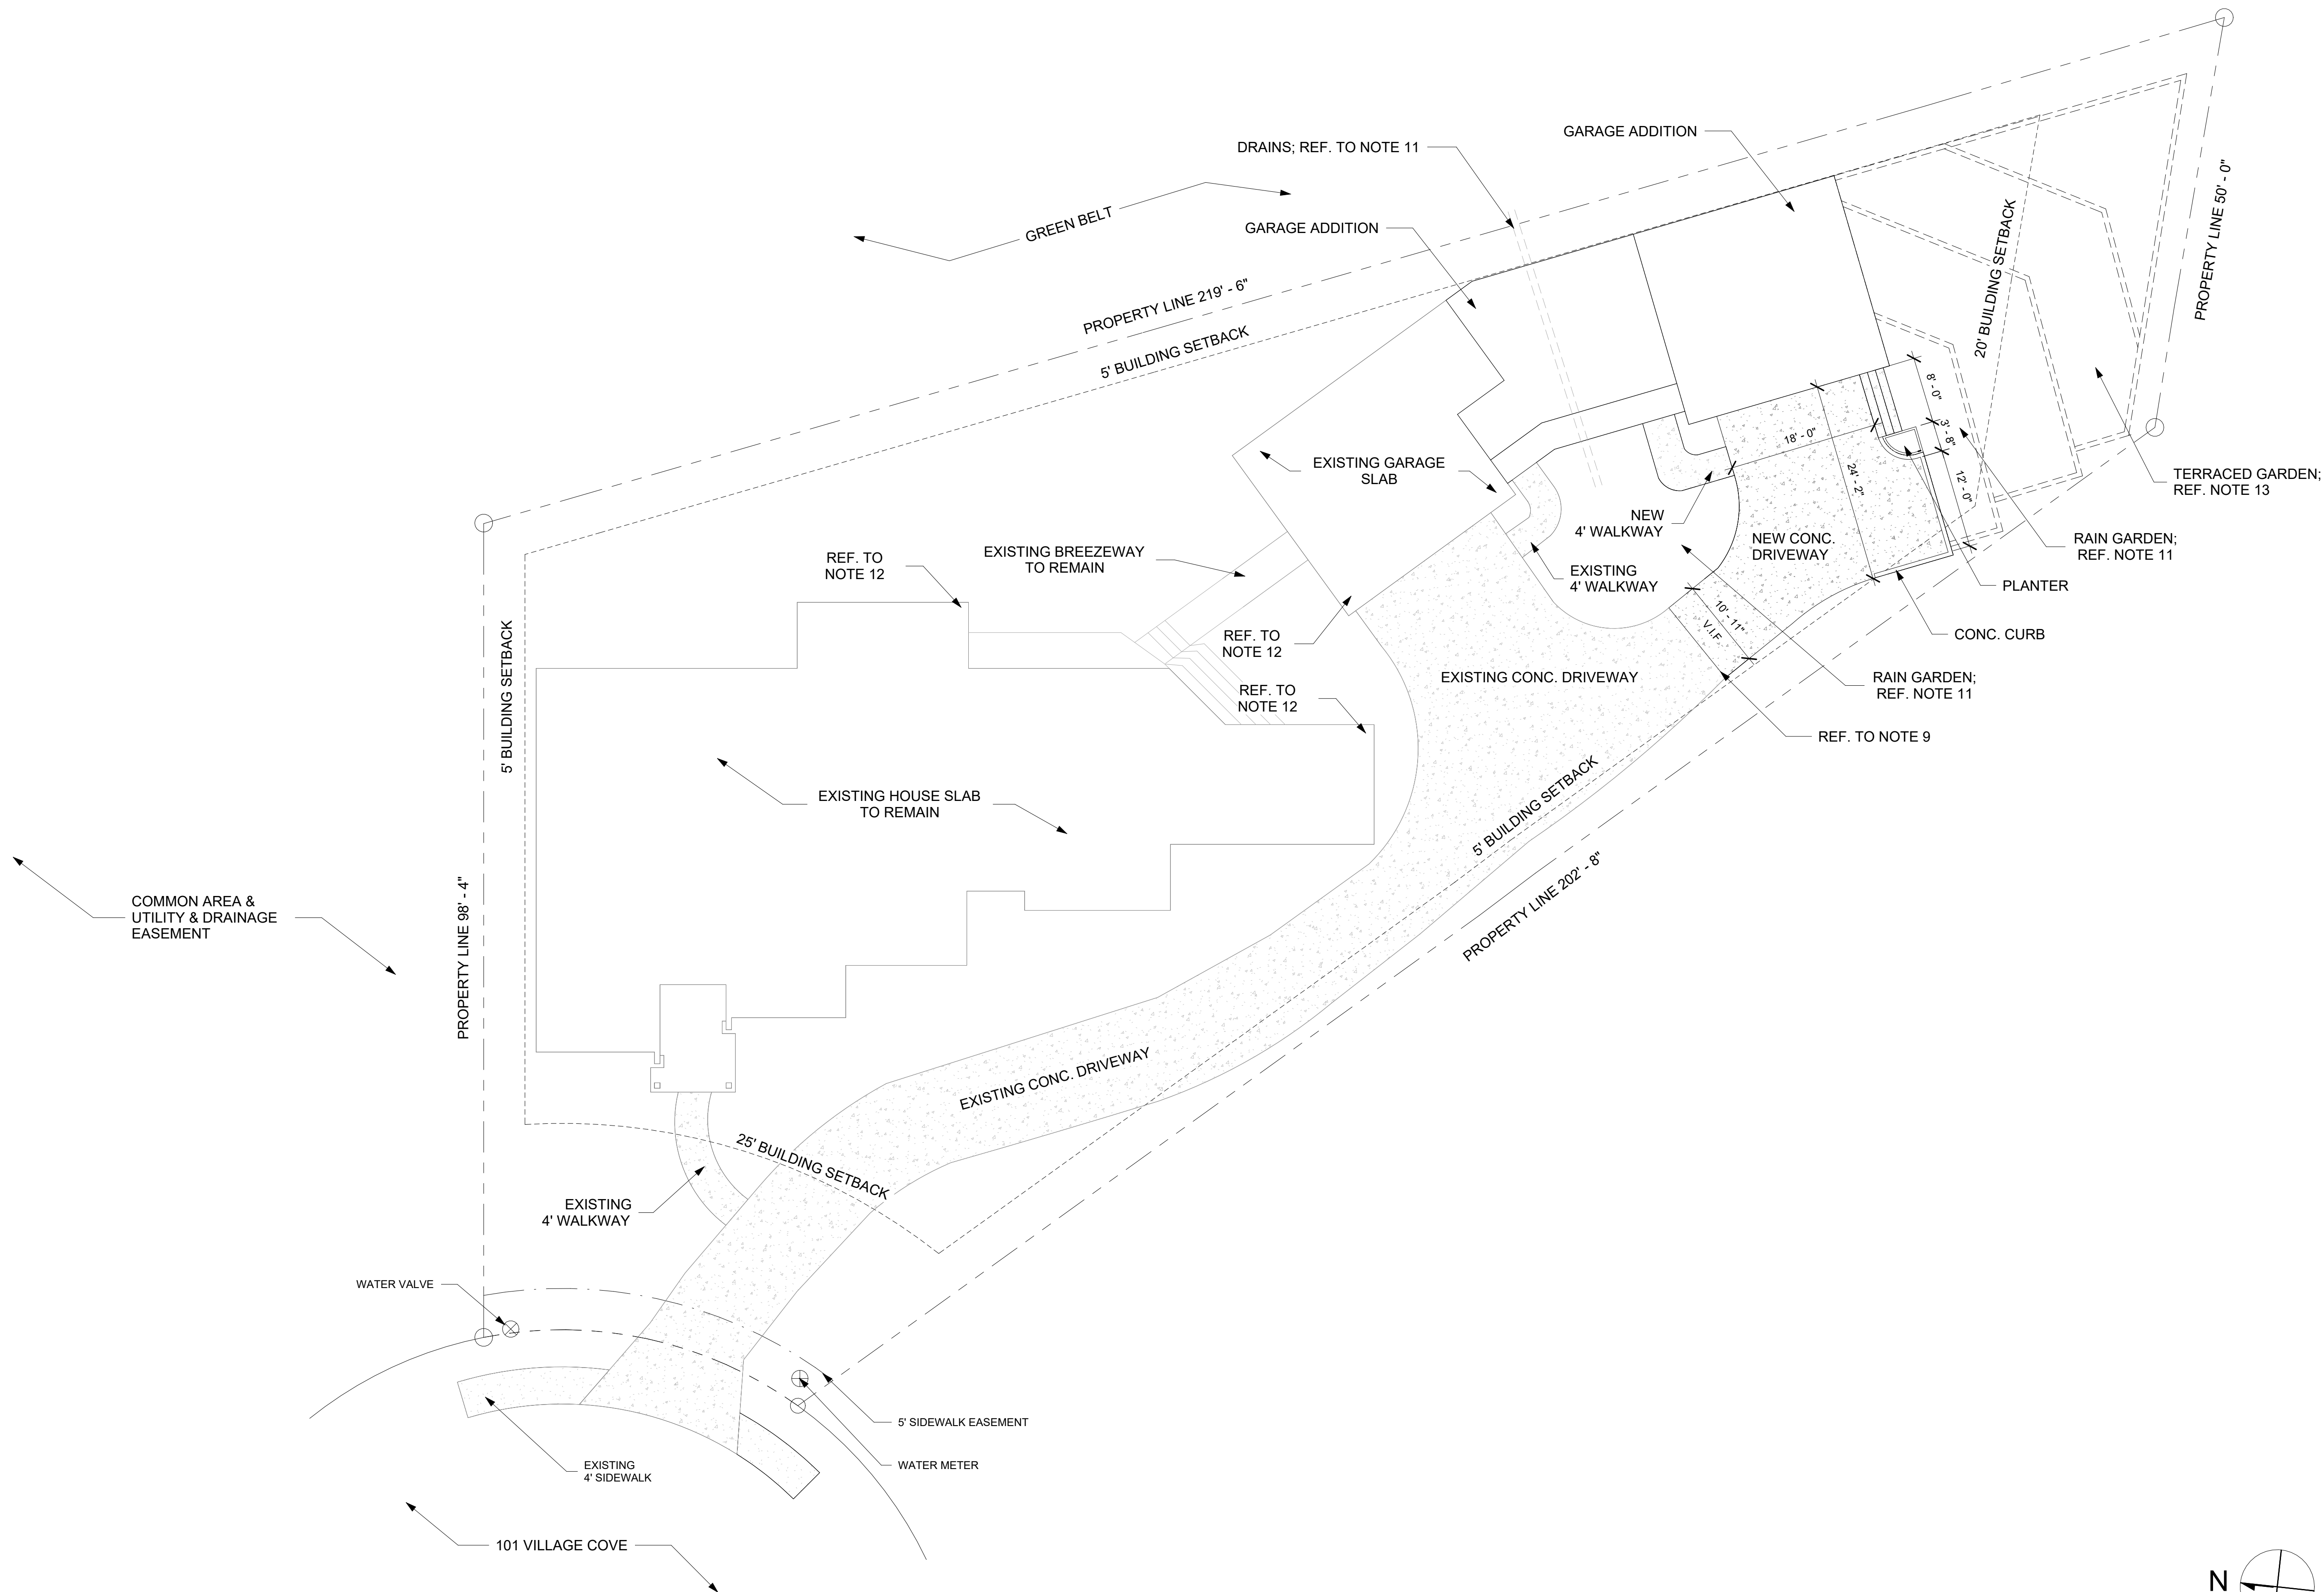 GARAGE ADDITION
DRAINS; REF. TO NOTE 11
GREEN BELT
GARAGE ADDITION
PROPERTY LINE 50' - 0"
20' BUILDING SETBACK
PROPERTY LINE 219' - 6"
5' BUILDING SETBACK
8' - 0"
3' - 8"
12' - 0"
18' - 0"
24' - 2"
EXISTING GARAGE
SLAB
TERRACED GARDEN;
REF. NOTE 13
NEW
4' WALKWAY
NEW CONC.
DRIVEWAY
RAIN GARDEN;
REF. NOTE 11
REF. TO
NOTE 12
EXISTING BREEZEWAY
TO REMAIN
EXISTING
4' WALKWAY
PLANTER
10' - 11"
V.I.F
CONC. CURB
REF. TO
NOTE 12
5' BUILDING SETBACK
REF. TO
NOTE 12
EXISTING CONC. DRIVEWAY
RAIN GARDEN;
REF. NOTE 11
REF. TO NOTE 9
EXISTING HOUSE SLAB
TO REMAIN
5' BUILDING SETBACK
PROPERTY LINE 202' - 8"
COMMON AREA &
UTILITY & DRAINAGE
EASEMENT
PROPERTY LINE 98' - 4"
EXISTING CONC. DRIVEWAY
25' BUILDING SETBACK
EXISTING
4' WALKWAY
WATER VALVE
5' SIDEWALK EASEMENT
WATER METER
EXISTING
4' SIDEWALK
101 VILLAGE COVE
N